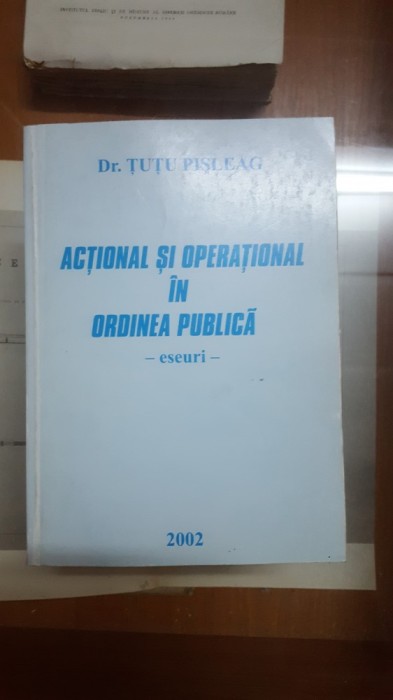 Dr. ȚUȚU PIȘLEAG
ACȚIONAL ȘI OPERAȚIONAL
ÎN
ORDINEA PUBLICĂ
– eseuri –
2002